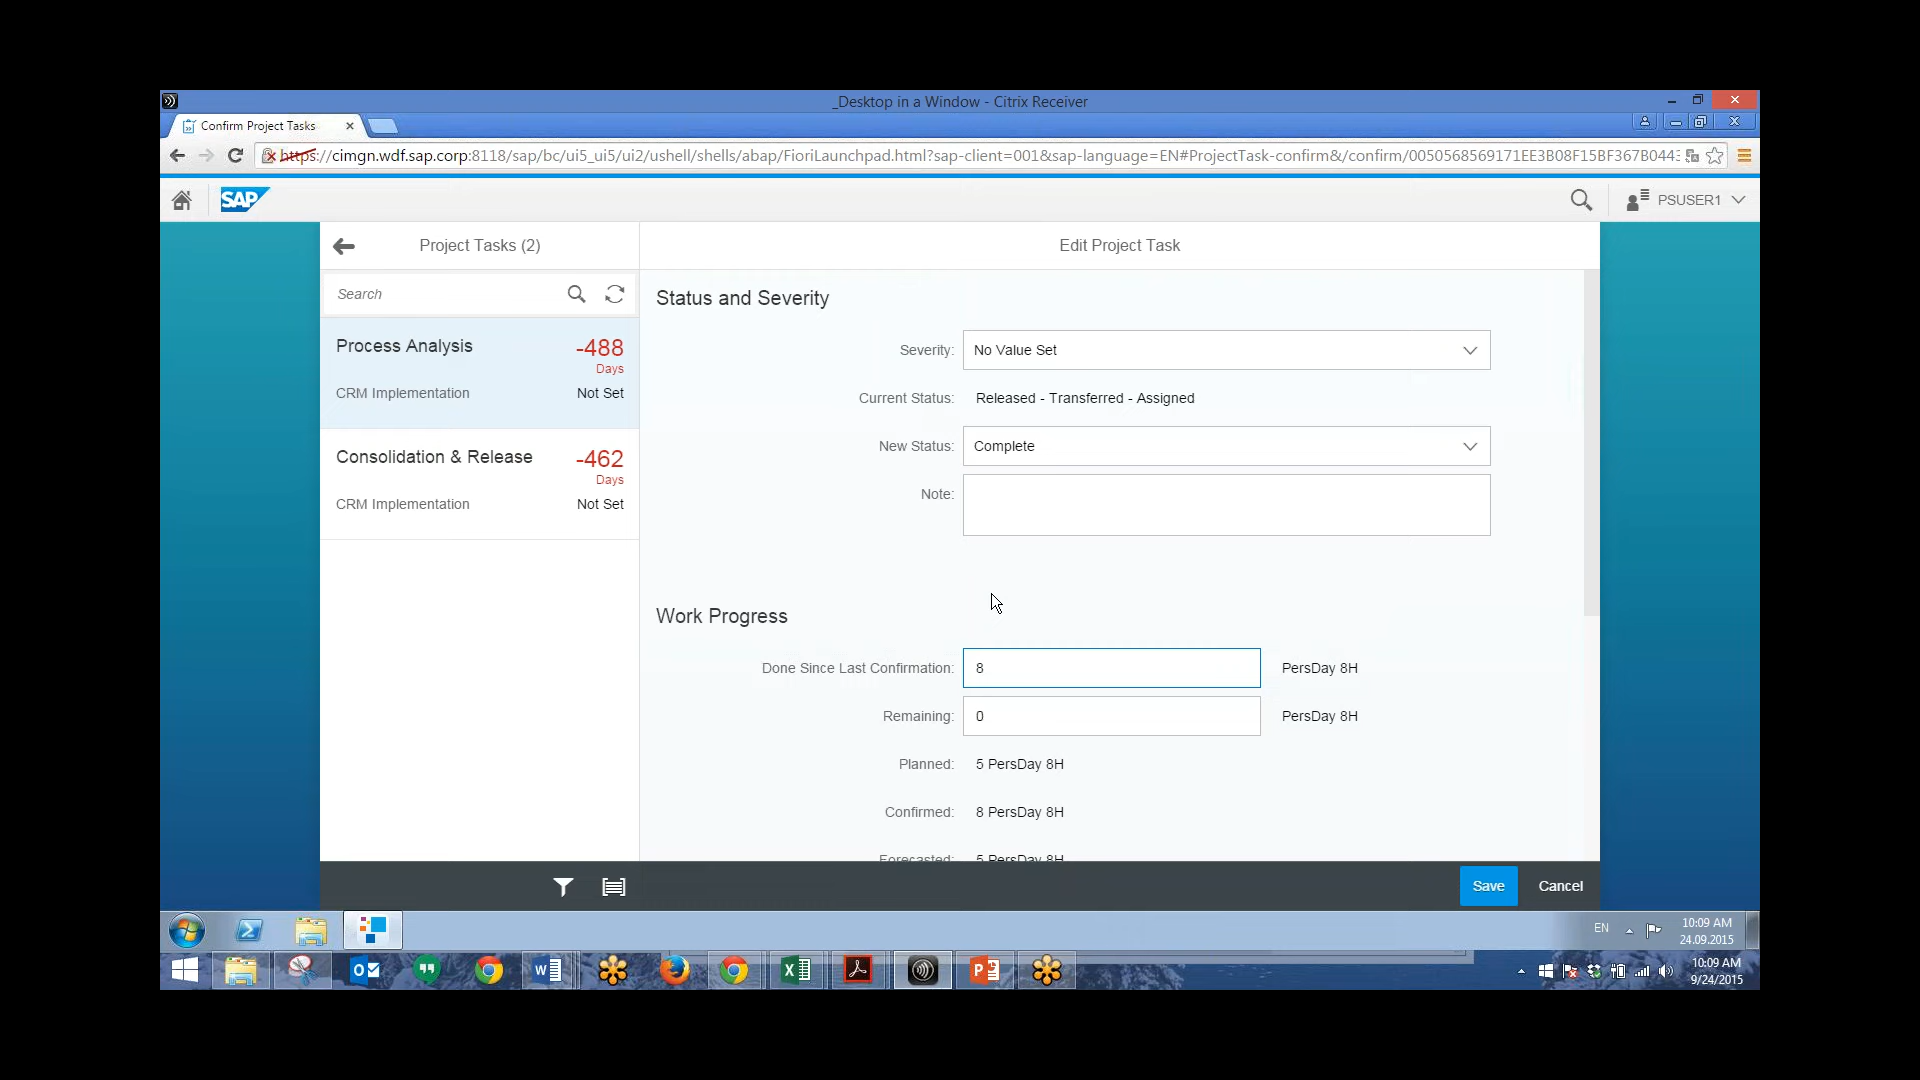 _Desktop in a Window - Citrix Receiver
Confirm Project Tasks
https://cimgn.wdf.sap.corp:8118/sap/bc/ui5_ui5/ui2/ushell/shells/abap/FioriLaunchpad.html?sap-client=001&sap-language=EN#ProjectTask-confirm&/confirm/0050568569171EE3B08F15BF367B0443
SAP
PSUSER1
Project Tasks (2)
Edit Project Task
Search
Process Analysis
-488
Days
CRM Implementation
Not Set
Consolidation & Release
-462
Days
CRM Implementation
Not Set
Status and Severity
Severity: No Value Set
Current Status: Released - Transferred - Assigned
New Status: Complete
Note:
Work Progress
Done Since Last Confirmation: 8 PersDay 8H
Remaining: 0 PersDay 8H
Planned: 5 PersDay 8H
Confirmed: 8 PersDay 8H
Forecasted: 5 PersDay 8H
Save
Cancel
EN
10:09 AM
24.09.2015
10:09 AM
9/24/2015